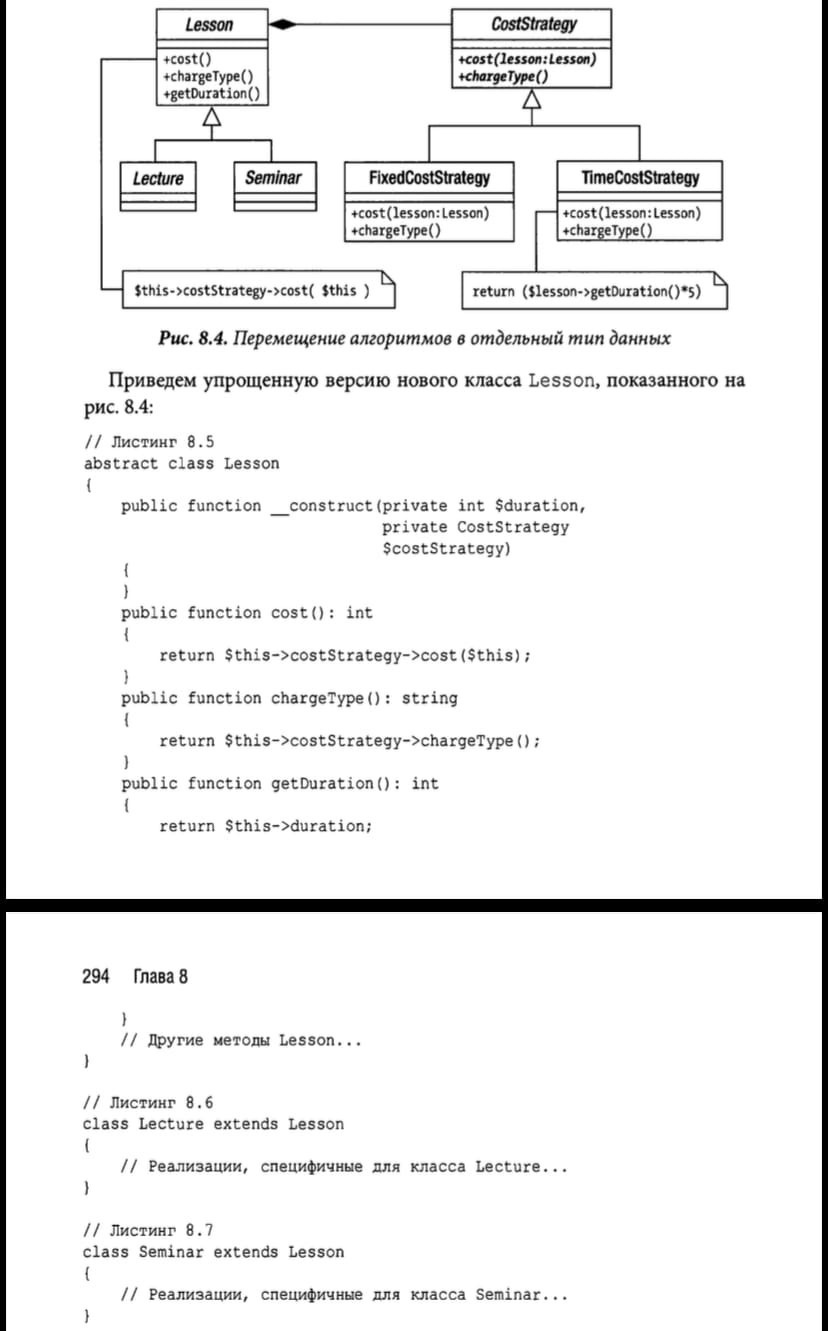 Lesson
+cost()
+chargeType()
+getDuration()
CostStrategy
+cost(lesson:Lesson)
+chargeType()
Lecture
Seminar
FixedCostStrategy
+cost(lesson:Lesson)
+chargeType()
TimeCostStrategy
+cost(lesson:Lesson)
+chargeType()
$this->costStrategy->cost( $this )
return ($lesson->getDuration()*5)
Рис. 8.4. Перемещение алгоритмов в отдельный тип данных
Приведем упрощенную версию нового класса Lesson, показанного на
рис. 8.4:
// Листинг 8.5
abstract class Lesson
{
    public function __construct(private int $duration,
                                private CostStrategy
                                $costStrategy)
    {
    }
    public function cost(): int
    {
        return $this->costStrategy->cost($this);
    }
    public function chargeType(): string
    {
        return $this->costStrategy->chargeType();
    }
    public function getDuration(): int
    {
        return $this->duration;
294 Глава 8
    }
    // Другие методы Lesson...
}
// Листинг 8.6
class Lecture extends Lesson
{
    // Реализации, специфичные для класса Lecture...
}
// Листинг 8.7
class Seminar extends Lesson
{
    // Реализации, специфичные для класса Seminar...
}